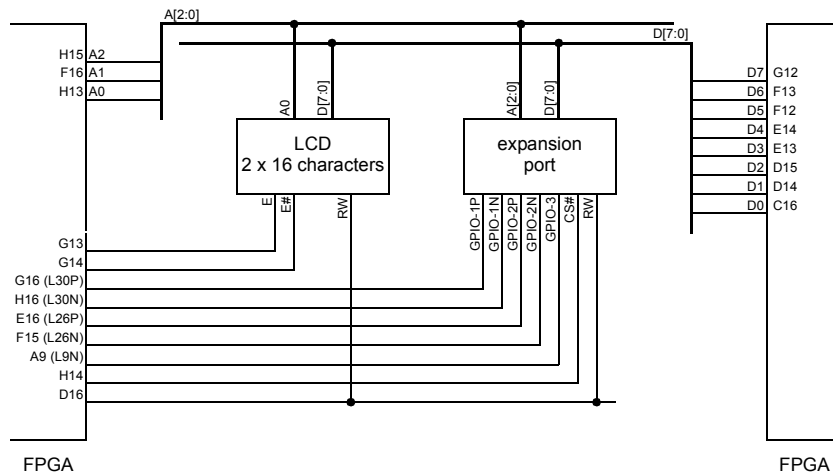 A[2:0]
D[7:0]
H15 A2
F16 A1
H13 A0
A0
D[7:0]
A[2:0]
D[7:0]
D7 G12
D6 F13
D5 F12
D4 E14
D3 E13
D2 D15
D1 D14
D0 C16
LCD
2 x 16 characters
expansion
port
E
E#
RW
GPIO-1P
GPIO-1N
GPIO-2P
GPIO-2N
GPIO-3
CS#
RW
G13
G14
G16 (L30P)
H16 (L30N)
E16 (L26P)
F15 (L26N)
A9 (L9N)
H14
D16
FPGA
FPGA